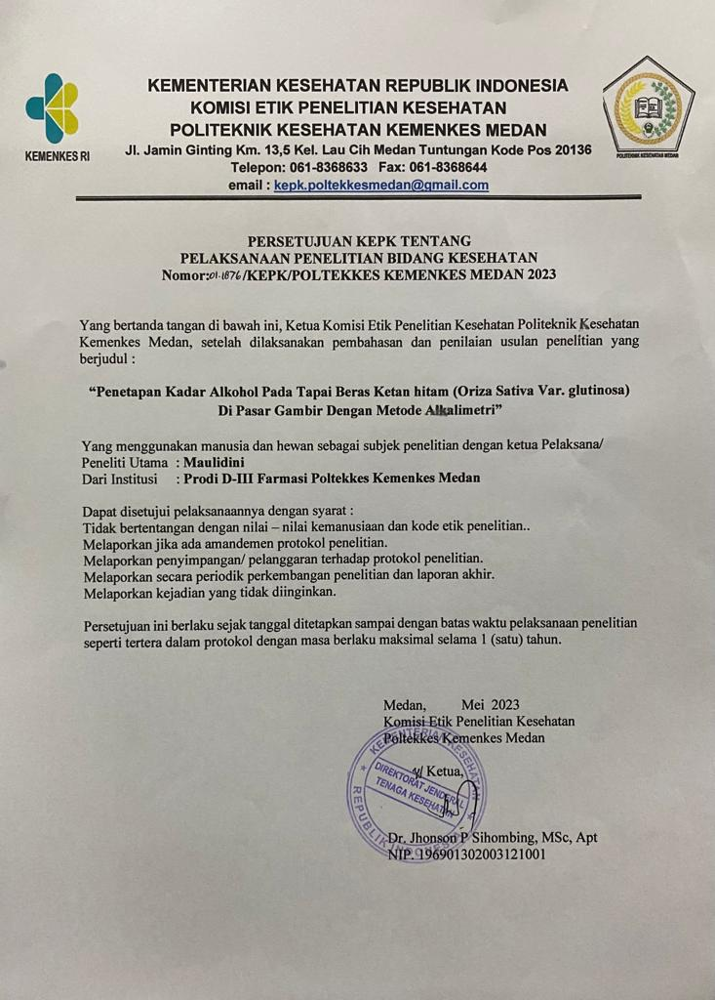 KEMENTERIAN KESEHATAN REPUBLIK INDONESIA
KOMISI ETIK PENELITIAN KESEHATAN
POLITEKNIK KESEHATAN KEMENKES MEDAN
KEMENKES RI
POLITEKNIK KESEHATAN MEDAN
Jl. Jamin Ginting Km. 13,5 Kel. Lau Cih Medan Tuntungan Kode Pos 20136
Telepon: 061-8368633 Fax: 061-8368644
email : kepk.poltekkesmedan@gmail.com
PERSETUJUAN KEPK TENTANG
PELAKSANAAN PENELITIAN BIDANG KESEHATAN
Nomor:01.1876/KEPK/POLTEKKES KEMENKES MEDAN 2023
Yang bertanda tangan di bawah ini, Ketua Komisi Etik Penelitian Kesehatan Politeknik Kesehatan
Kemenkes Medan, setelah dilaksanakan pembahasan dan penilaian usulan penelitian yang
berjudul :
“Penetapan Kadar Alkohol Pada Tapai Beras Ketan hitam (Oriza Sativa Var. glutinosa)
Di Pasar Gambir Dengan Metode Alkalimetri”
Yang menggunakan manusia dan hewan sebagai subjek penelitian dengan ketua Pelaksana/
Peneliti Utama : Maulidini
Dari Institusi : Prodi D-III Farmasi Poltekkes Kemenkes Medan
Dapat disetujui pelaksanaannya dengan syarat :
Tidak bertentangan dengan nilai – nilai kemanusiaan dan kode etik penelitian..
Melaporkan jika ada amandemen protokol penelitian.
Melaporkan penyimpangan/ pelanggaran terhadap protokol penelitian.
Melaporkan secara periodik perkembangan penelitian dan laporan akhir.
Melaporkan kejadian yang tidak diinginkan.
Persetujuan ini berlaku sejak tanggal ditetapkan sampai dengan batas waktu pelaksanaan penelitian
seperti tertera dalam protokol dengan masa berlaku maksimal selama 1 (satu) tahun.
Medan, Mei 2023
Komisi Etik Penelitian Kesehatan
Poltekkes Kemenkes Medan
Ketua,
KEMENTERIAN KESEHATAN
DIREKTORAT JENDERAL
TENAGA KESEHATAN
REPUBLIK INDONESIA
Dr. Jhonson P Sihombing, MSc, Apt
NIP. 196901302003121001